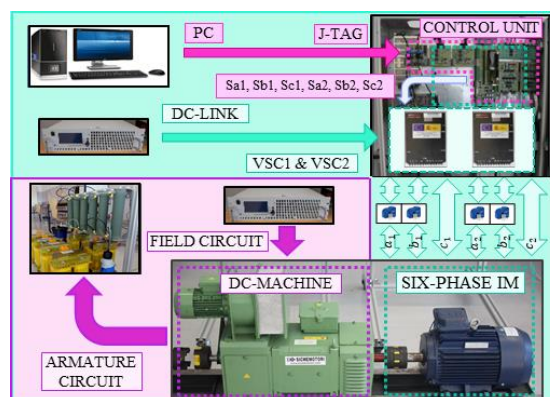 PC
J-TAG
CONTROL UNIT
Sa1, Sb1, Sc1, Sa2, Sb2, Sc2
DC-LINK
VSC1 & VSC2
FIELD CIRCUIT
a1
b1
c1
a2
b2
c2
DC-MACHINE
SIX-PHASE IM
ARMATURE
CIRCUIT